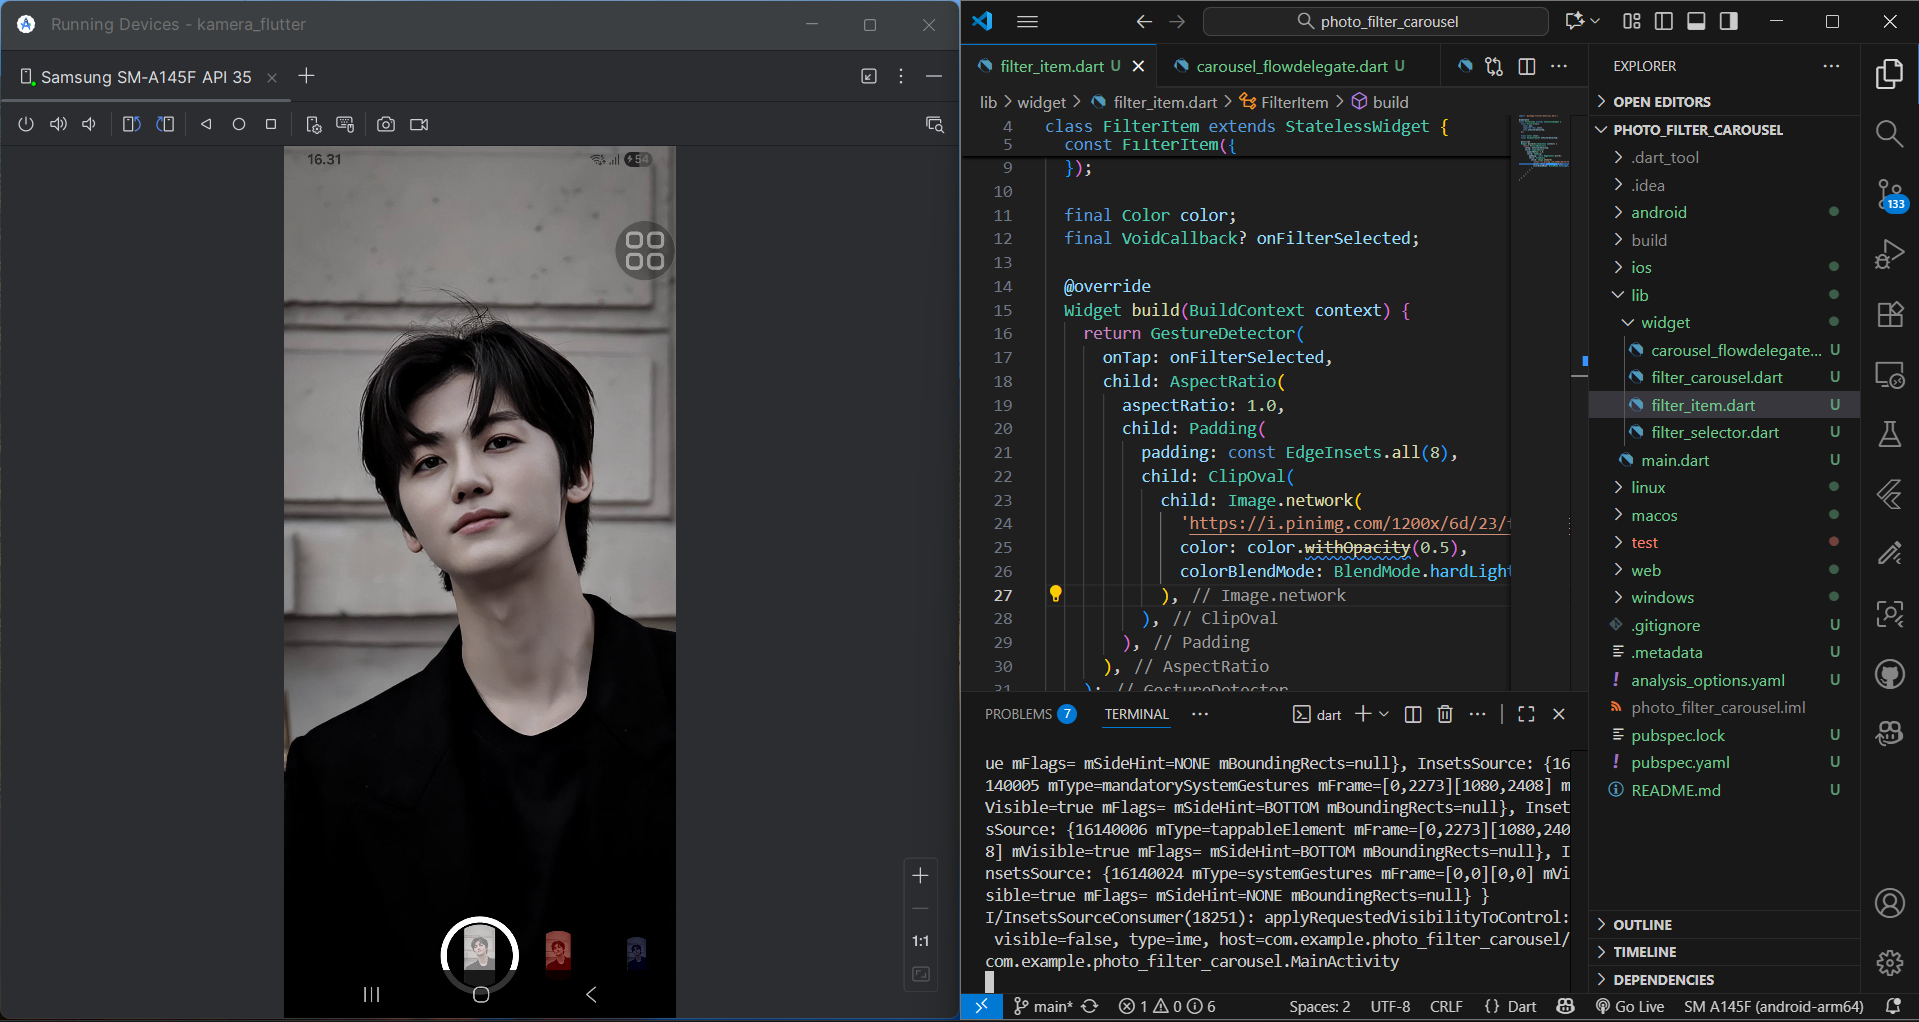 Running Devices - kamera_flutter
Samsung SM-A145F API 35
16.31
54
1:1
photo_filter_carousel
filter_item.dart U
carousel_flowdelegate.dart U
lib > widget > filter_item.dart > FilterItem > build
4 class FilterItem extends StatelessWidget {
5 const FilterItem({
9 });
10
11 final Color color;
12 final VoidCallback? onFilterSelected;
13
14 @override
15 Widget build(BuildContext context) {
16 return GestureDetector(
17 onTap: onFilterSelected,
18 child: AspectRatio(
19 aspectRatio: 1.0,
20 child: Padding(
21 padding: const EdgeInsets.all(8),
22 child: ClipOval(
23 child: Image.network(
24 'https://i.pinimg.com/1200x/6d/23/
25 color: color.withOpacity(0.5),
26 colorBlendMode: BlendMode.hardLight
27 ), // Image.network
28 ), // ClipOval
29 ), // Padding
30 ), // AspectRatio
31 ); // GestureDetector
PROBLEMS 7
TERMINAL
dart
ue mFlags= mSideHint=NONE mBoundingRects=null}, InsetsSource: {16
140005 mType=mandatorySystemGestures mFrame=[0,2273][1080,2408] m
Visible=true mFlags= mSideHint=BOTTOM mBoundingRects=null}, Inset
sSource: {16140006 mType=tappableElement mFrame=[0,2273][1080,240
8] mVisible=true mFlags= mSideHint=BOTTOM mBoundingRects=null}, I
nsetsSource: {16140024 mType=systemGestures mFrame=[0,0][0,0] mVi
sible=true mFlags= mSideHint=NONE mBoundingRects=null} }
I/InsetsSourceConsumer(18251): applyRequestedVisibilityToControl:
visible=false, type=ime, host=com.example.photo_filter_carousel/
com.example.photo_filter_carousel.MainActivity
EXPLORER
OPEN EDITORS
PHOTO_FILTER_CAROUSEL
.dart_tool
.idea
android
build
ios
lib
widget
carousel_flowdelegate... U
filter_carousel.dart U
filter_item.dart U
filter_selector.dart U
main.dart U
linux
macos
test
web
windows
.gitignore U
.metadata U
analysis_options.yaml U
photo_filter_carousel.iml
pubspec.lock U
pubspec.yaml U
README.md U
OUTLINE
TIMELINE
DEPENDENCIES
133
main* 1 0 6 Spaces: 2 UTF-8 CRLF {} Dart Go Live SM A145F (android-arm64)